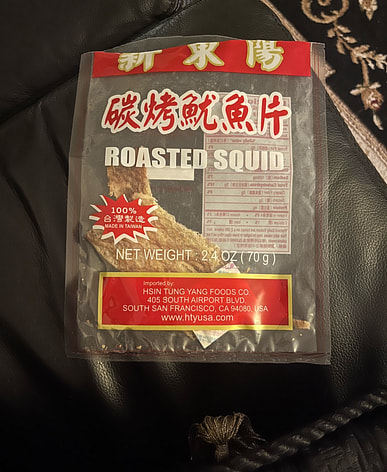 新東陽
碳烤魷魚片
ROASTED SQUID
100%
台灣製造
MADE IN TAIWAN
NET WEIGHT : 2.4 OZ ( 70 g )
Imported by:
HSIN TUNG YANG FOODS CO
405 SOUTH AIRPORT BLVD.
SOUTH SAN FRANCISCO, CA 94080, USA
www.htyusa.com